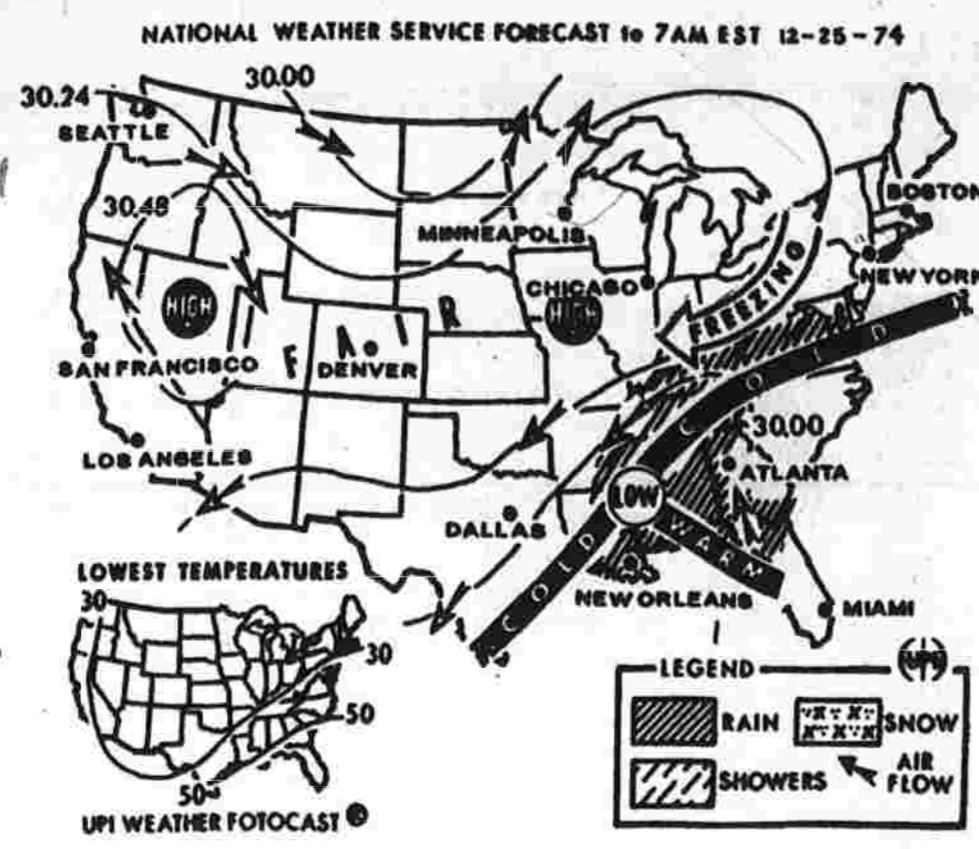 NATIONAL WEATHER SERVICE FORECAST to 7AM EST 12-25-74
30.00
30.24
SEATTLE
30.48
BOSTON
MINNEAPOLIS
NEW YORK
CHICAGO
FREEZING
HIGH
HIGH
FAIR
COLD
SAN FRANCISCO
DENVER
30.00
LOS ANGELES
ATLANTA
LOW
DALLAS
WARM
COLD
NEW ORLEANS
MIAMI
LOWEST TEMPERATURES
30
30
50
50
UPI WEATHER FOTOCAST
UPI
LEGEND
RAIN
SNOW
SHOWERS
AIR
FLOW